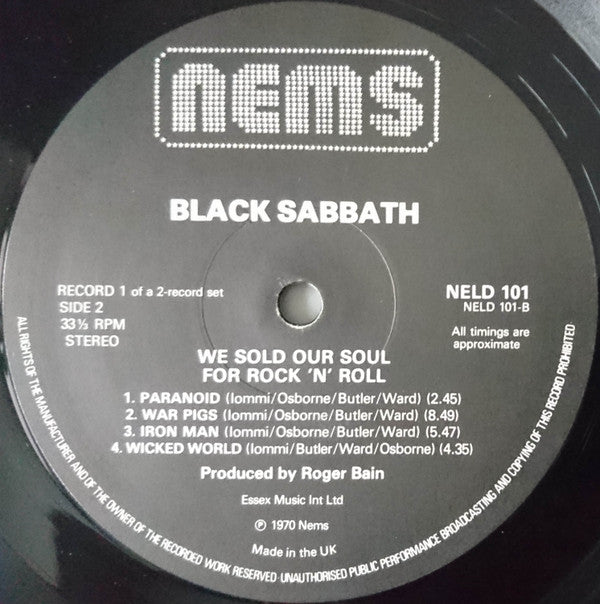 nems
BLACK SABBATH
RECORD 1 of a 2-record set
SIDE 2
33⅓ RPM
STEREO
NELD 101
NELD 101-B
All timings are
approximate
WE SOLD OUR SOUL
FOR ROCK 'N' ROLL
1. PARANOID (Iommi/Osborne/Butler/Ward) (2.45)
2. WAR PIGS (Iommi/Osborne/Butler/Ward) (8.49)
3. IRON MAN (Iommi/Osborne/Butler/Ward) (5.47)
4. WICKED WORLD (Iommi/Butler/Ward/Osborne) (4.35)
Produced by Roger Bain
Essex Music Int Ltd
℗ 1970 Nems
Made in the UK
ALL RIGHTS OF THE MANUFACTURER AND OF THE OWNER OF THE RECORDED WORK RESERVED · UNAUTHORISED PUBLIC PERFORMANCE BROADCASTING AND COPYING OF THIS RECORD PROHIBITED